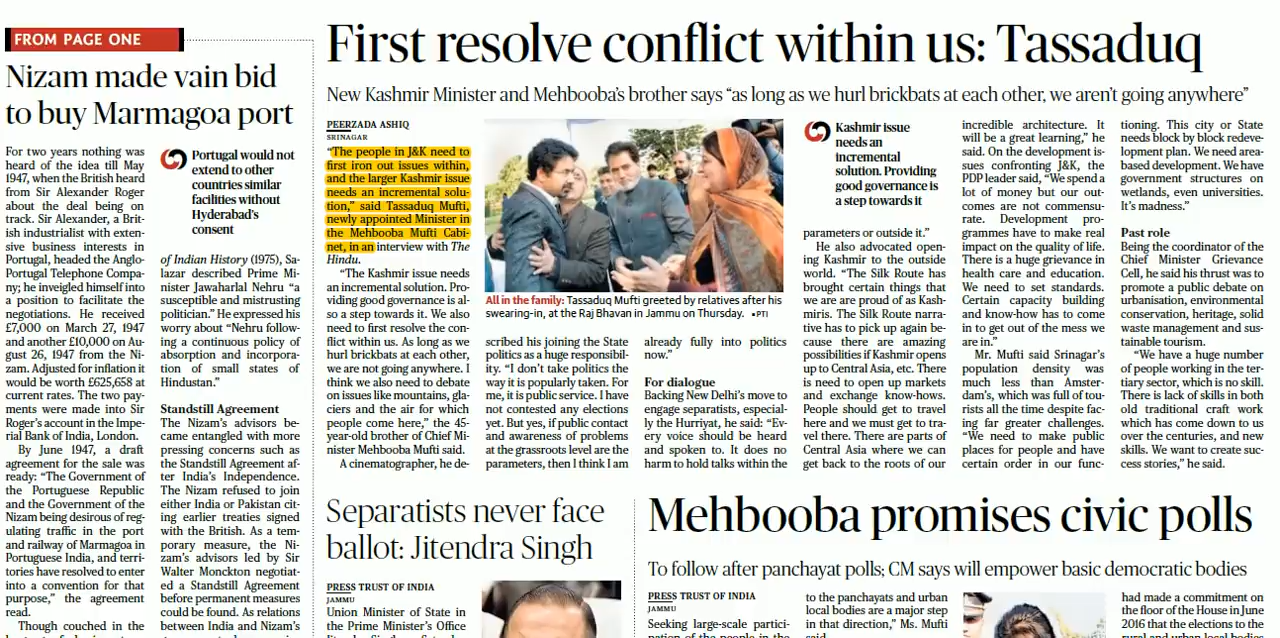 FROM PAGE ONE
Nizam made vain bid
to buy Marmagoa port
For two years nothing was
heard of the idea till May
1947, when the British heard
from Sir Alexander Roger
about the deal being on
track. Sir Alexander, a Brit-
ish industrialist with exten-
sive business interests in
Portugal, headed the Anglo-
Portugal Telephone Compa-
ny; he inveigled himself into
a position to facilitate the
negotiations. He received
£7,000 on March 27, 1947
and another £10,000 on Au-
gust 26, 1947 from the Ni-
zam. Adjusted for inflation it
would be worth £625,658 at
current rates. The two pay-
ments were made into Sir
Roger's account in the Impe-
rial Bank of India, London.
By June 1947, a draft
agreement for the sale was
ready: "The Government of
the Portuguese Republic
and the Government of the
Nizam being desirous of reg-
ulating traffic in the port
and railway of Marmagoa in
Portuguese India, and terri-
tories have resolved to enter
into a convention for that
purpose," the agreement
read.
Though couched in the
Portugal would not
extend to other
countries similar
facilities without
Hyderabad's
consent
of Indian History (1975), Sa-
lazar described Prime Mi-
nister Jawaharlal Nehru "a
susceptible and mistrusting
politician." He expressed his
worry about "Nehru follow-
ing a continuous policy of
absorption and incorpora-
tion of small states of
Hindustan."
Standstill Agreement
The Nizam's advisors be-
came entangled with more
pressing concerns such as
the Standstill Agreement af-
ter India's Independence.
The Nizam refused to join
either India or Pakistan cit-
ing earlier treaties signed
with the British. As a tem-
porary measure, the Ni-
zam's advisors led by Sir
Walter Monckton negotiat-
ed a Standstill Agreement
before permanent measures
could be found. As relations
between India and Nizam's
First resolve conflict within us: Tassaduq
New Kashmir Minister and Mehbooba's brother says "as long as we hurl brickbats at each other, we aren't going anywhere"
PEERZADA ASHIQ
SRINAGAR
"The people in J&K need to
first iron out issues within,
and the larger Kashmir issue
needs an incremental solu-
tion," said Tasaduq Mufti,
newly appointed Minister in
the Mehbooba Mufti Cabi-
net, in an interview with The
Hindu.
"The Kashmir issue needs
an incremental solution. Pro-
viding good governance is al-
so a step towards it. We also
need to first resolve the con-
flict within us. As long as we
hurl brickbats at each other,
we are not going anywhere. I
think we also need to debate
on issues like mountains, gla-
ciers and the air for which
people come here," the 45-
year-old brother of Chief Mi-
nister Mehbooba Mufti said.
A cinematographer, he de-
All in the family: Tassaduq Mufti greeted by relatives after his
swearing-in, at the Raj Bhavan in Jammu on Thursday. ▪PTI
scribed his joining the State
politics as a huge responsibil-
ity. "I don't take politics the
way it is popularly taken. For
me, it is public service. I have
not contested any elections
yet. But yes, if public contact
and awareness of problems
at the grassroots level are the
parameters, then I think I am
already fully into politics
now."
For dialogue
Backing New Delhi's move to
engage separatists, especial-
ly the Hurriyat, he said: "Ev-
ery voice should be heard
and spoken to. It does no
harm to hold talks within the
Kashmir issue
needs an
incremental
solution. Providing
good governance is
a step towards it
parameters or outside it."
He also advocated open-
ing Kashmir to the outside
world. "The Silk Route has
brought certain things that
we are are proud of as Kash-
miris. The Silk Route narra-
tive has to pick up again be-
cause there are amazing
possibilities if Kashmir opens
up to Central Asia, etc. There
is need to open up markets
and exchange know-hows.
People should get to travel
here and we must get to tra-
vel there. There are parts of
Central Asia where we can
get back to the roots of our
incredible architecture. It
will be a great learning," he
said. On the development is-
sues confronting J&K, the
PDP leader said, "We spend a
lot of money but our out-
comes are not commensu-
rate. Development pro-
grammes have to make real
impact on the quality of life.
There is a huge grievance in
health care and education.
We need to set standards.
Certain capacity building
and know-how has to come
in to get out of the mess we
are in."
Mr. Mufti said Srinagar's
population density was
much less than Amster-
dam's, which was full of tou-
rists all the time despite fac-
ing far greater challenges.
"We need to make public
places for people and have
certain order in our func-
tioning. This city or State
needs block by block redeve-
lopment plan. We need area-
based development. We have
government structures on
wetlands, even universities.
It's madness."
Past role
Being the coordinator of the
Chief Minister Grievance
Cell, he said his thrust was to
promote a public debate on
urbanisation, environmental
conservation, heritage, solid
waste management and sus-
tainable tourism.
"We have a huge number
of people working in the ter-
tiary sector, which is no skill.
There is lack of skills in both
old traditional craft work
which has come down to us
over the centuries, and new
skills. We want to create suc-
cess stories," he said.
Separatists never face
ballot: Jitendra Singh
PRESS TRUST OF INDIA
JAMMU
Union Minister of State in
the Prime Minister's Office
Mehbooba promises civic polls
To follow after panchayat polls; CM says will empower basic democratic bodies
PRESS TRUST OF INDIA
JAMMU
Seeking large-scale partici-
pation of the people in the
to the panchayats and urban
local bodies are a major step
in that direction," Ms. Mufti
said.
had made a commitment on
the floor of the House in June
2016 that the elections to
the rural and urban local bodies